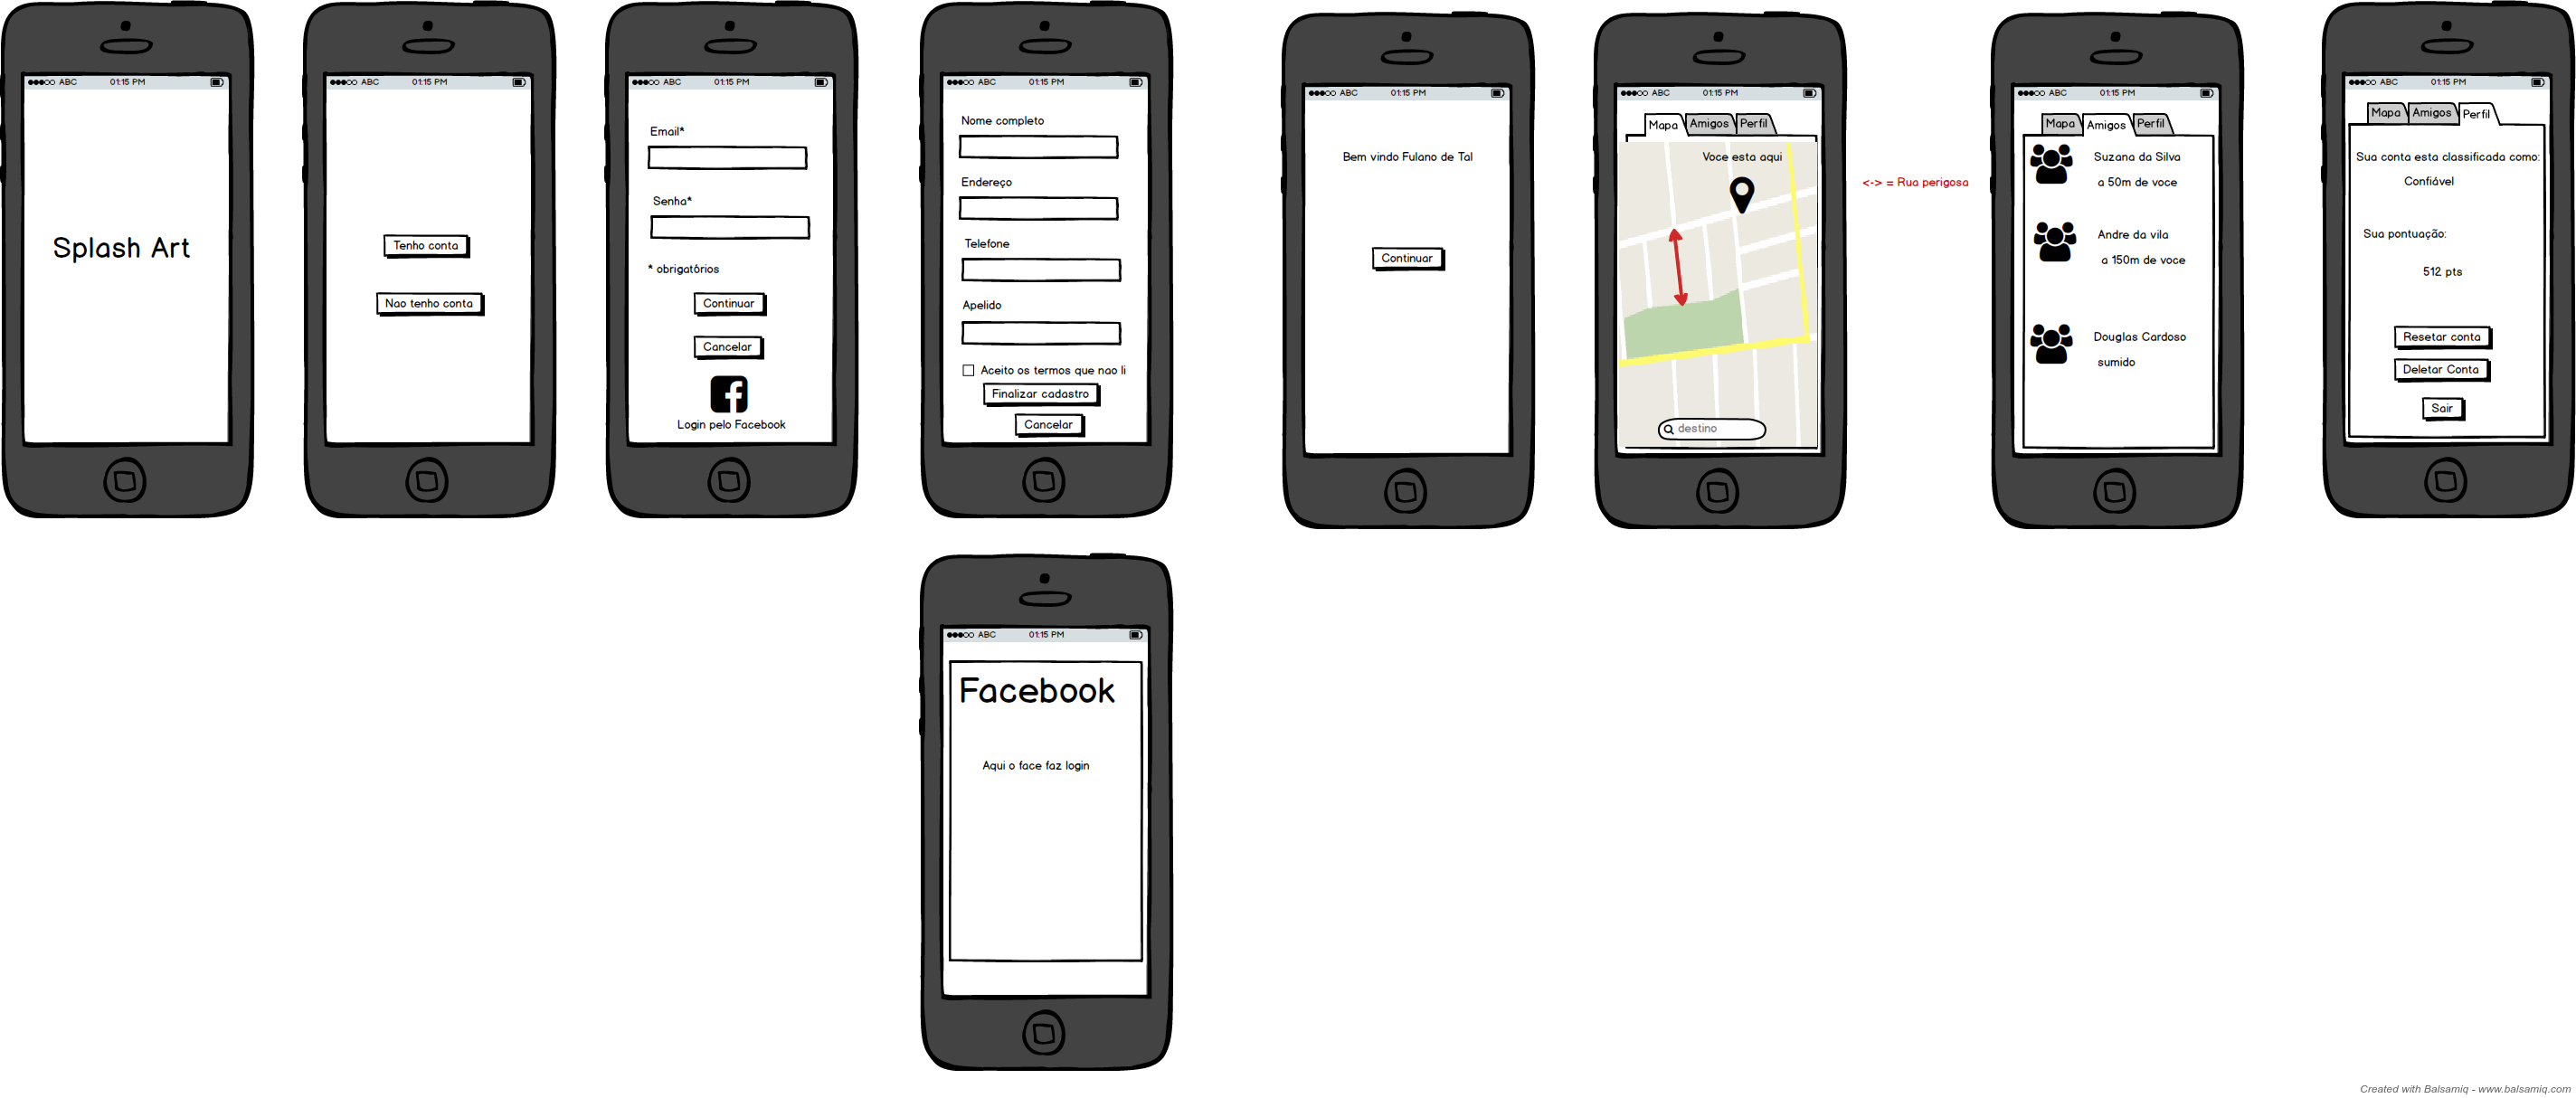 ABC 01:15 PM
Splash Art
ABC 01:15 PM
Tenho conta
Nao tenho conta
ABC 01:15 PM
Email*
Senha*
* obrigatórios
Continuar
Cancelar
Login pelo Facebook
ABC 01:15 PM
Nome completo
Endereço
Telefone
Apelido
Aceito os termos que nao li
Finalizar cadastro
Cancelar
ABC 01:15 PM
Bem vindo Fulano de Tal
Continuar
ABC 01:15 PM
Mapa Amigos Perfil
Voce esta aqui
destino
<-> = Rua perigosa
ABC 01:15 PM
Mapa Amigos Perfil
Suzana da Silva
a 50m de voce
Andre da vila
a 150m de voce
Douglas Cardoso
sumido
ABC 01:15 PM
Mapa Amigos Perfil
Sua conta esta classificada como:
Confiável
Sua pontuação:
512 pts
Resetar conta
Deletar Conta
Sair
ABC 01:15 PM
Facebook
Aqui o face faz login
Created with Balsamiq - www.balsamiq.com